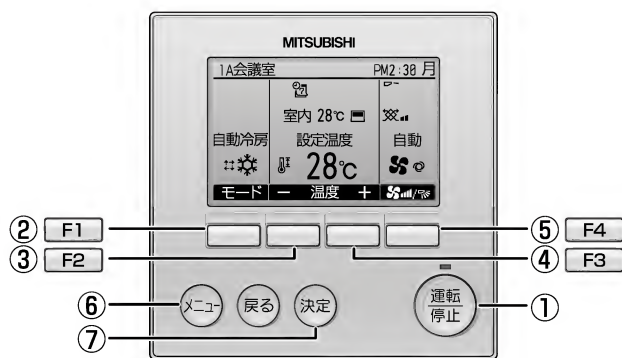 MITSUBISHI
1A会議室 PM2:30 月
室内 28℃
自動冷房 設定温度 自動
28℃
モード − 温度 +
② F1
⑤ F4
③ F2
④ F3
⑥ メニュー 戻る 決定 運転 ①
停止
⑦